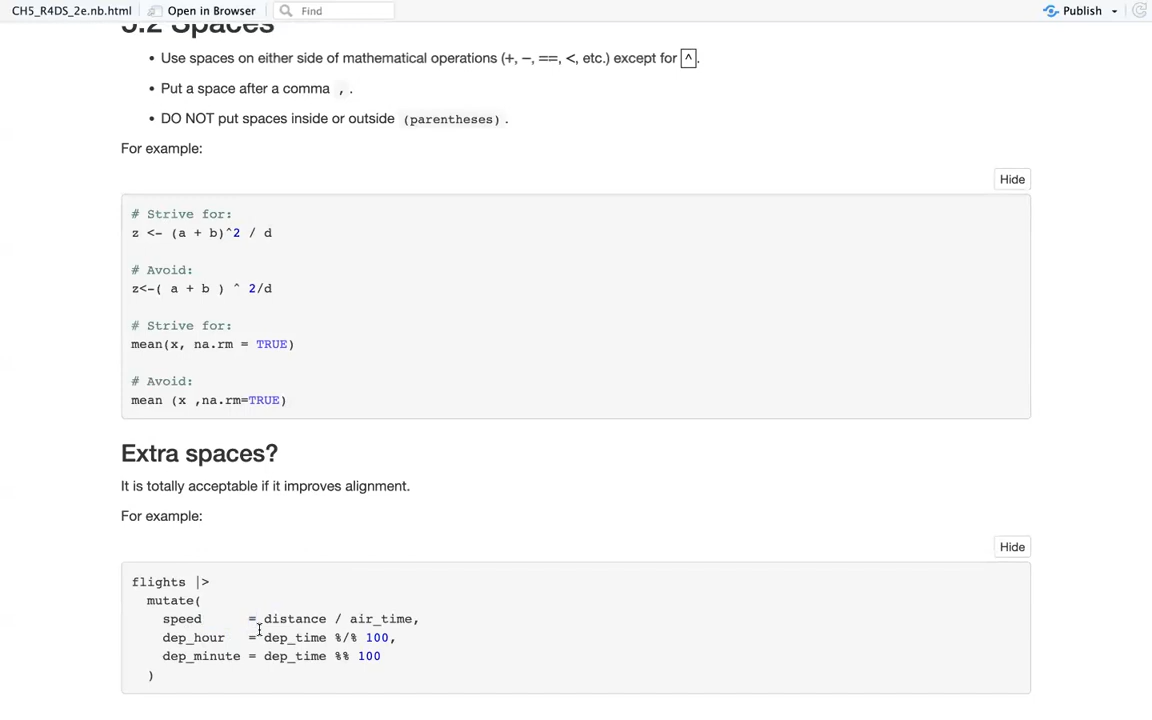 CH5_R4DS_2e.nb.html Open in Browser Find Publish
5.2 Spaces
• Use spaces on either side of mathematical operations (+, −, ==, <, etc.) except for ^.
• Put a space after a comma , .
• DO NOT put spaces inside or outside (parentheses) .
For example:
Hide
# Strive for:
z <- (a + b)^2 / d
# Avoid:
z<-( a + b ) ^ 2/d
# Strive for:
mean(x, na.rm = TRUE)
# Avoid:
mean (x ,na.rm=TRUE)
Extra spaces?
It is totally acceptable if it improves alignment.
For example:
Hide
flights |>
  mutate(
    speed      = distance / air_time,
    dep_hour   = dep_time %/% 100,
    dep_minute = dep_time %% 100
  )